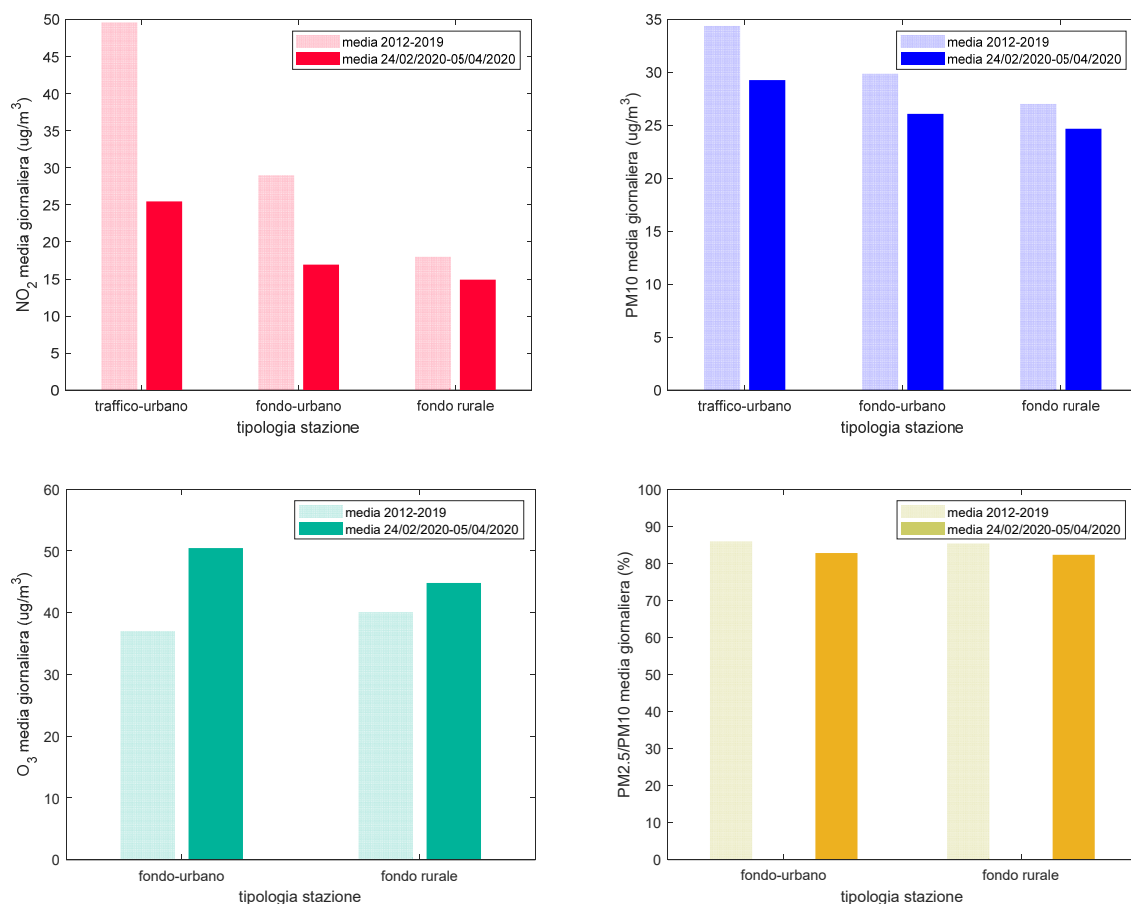 50
45
40
35
30
25
20
15
10
5
0
NO2 media giornaliera (ug/m3)
media 2012-2019
media 24/02/2020-05/04/2020
traffico-urbano fondo-urbano fondo rurale
tipologia stazione
35
30
25
20
15
10
5
0
PM10 media giornaliera (ug/m3)
media 2012-2019
media 24/02/2020-05/04/2020
traffico-urbano fondo-urbano fondo rurale
tipologia stazione
60
50
40
30
20
10
0
O3 media giornaliera (ug/m3)
media 2012-2019
media 24/02/2020-05/04/2020
fondo-urbano fondo rurale
tipologia stazione
100
90
80
70
60
50
40
30
20
10
0
PM2.5/PM10 media giornaliera (%)
media 2012-2019
media 24/02/2020-05/04/2020
fondo-urbano fondo rurale
tipologia stazione